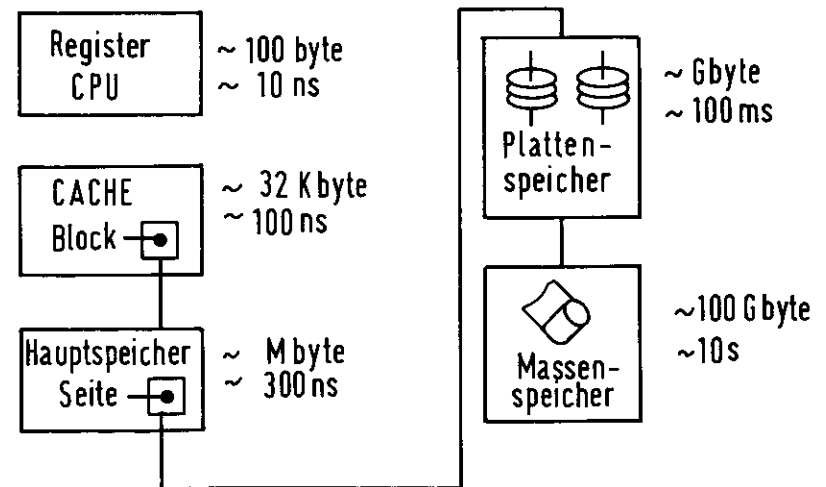 Register
CPU
~ 100 byte
~ 10 ns
CACHE
Block
~ 32 Kbyte
~ 100 ns
Hauptspeicher
Seite
~ Mbyte
~ 300 ns
Platten-
speicher
~ Gbyte
~ 100 ms
Massen-
speicher
~100 Gbyte
~10 s